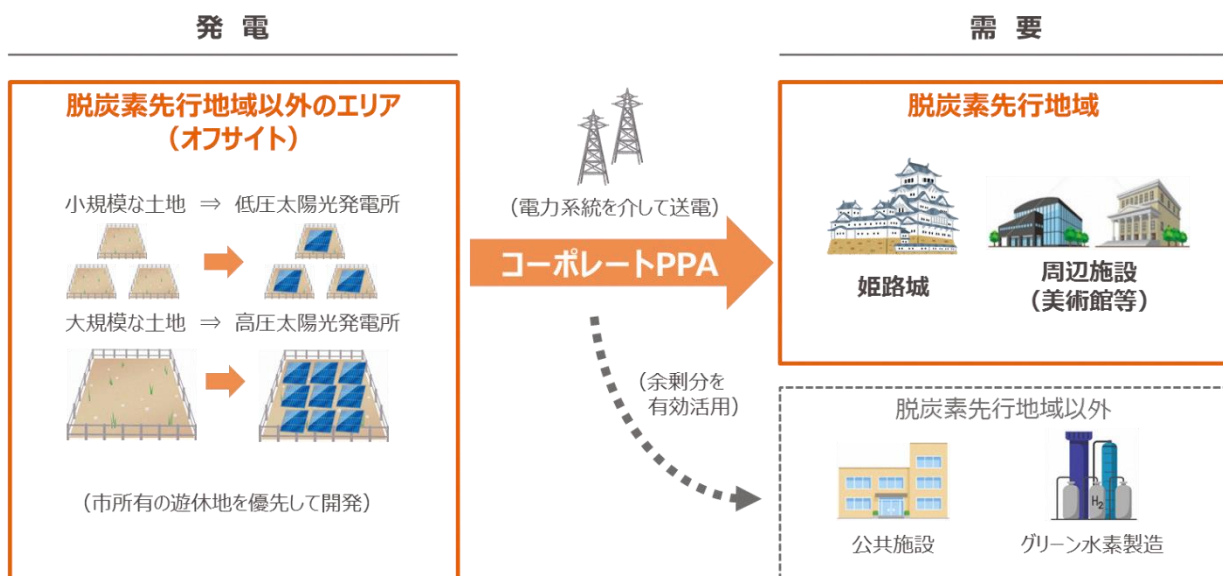 発電
脱炭素先行地域以外のエリア
（オフサイト）
小規模な土地 ⇒ 低圧太陽光発電所
大規模な土地 ⇒ 高圧太陽光発電所
（市所有の遊休地を優先して開発）
（電力系統を介して送電）
コーポレートPPA
（余剰分を
有効活用）
需要
脱炭素先行地域
姫路城
周辺施設
（美術館等）
脱炭素先行地域以外
H2
公共施設
グリーン水素製造